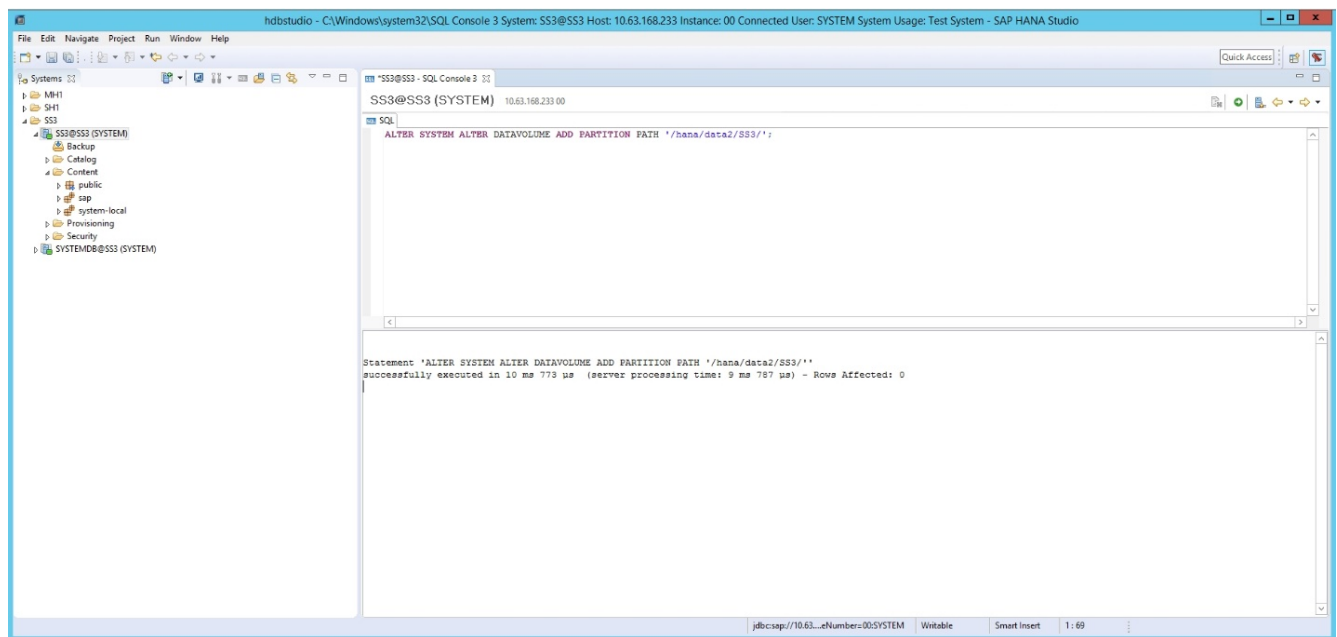 hdbstudio - C:\Windows\system32\SQL Console 3 System: SS3@SS3 Host: 10.63.168.233 Instance: 00 Connected User: SYSTEM System Usage: Test System - SAP HANA Studio
File Edit Navigate Project Run Window Help
Quick Access
Systems
*SS3@SS3 - SQL Console 3
MH1
SH1
SS3
SS3@SS3 (SYSTEM)
Backup
Catalog
Content
public
sap
system-local
Provisioning
Security
SYSTEMDB@SS3 (SYSTEM)
SS3@SS3 (SYSTEM) 10.63.168.233 00
SQL
ALTER SYSTEM ALTER DATAVOLUME ADD PARTITION PATH '/hana/data2/SS3/';
Statement 'ALTER SYSTEM ALTER DATAVOLUME ADD PARTITION PATH '/hana/data2/SS3/''
successfully executed in 10 ms 773 µs (server processing time: 9 ms 787 µs) - Rows Affected: 0
jdbc:sap://10.63....eNumber=00:SYSTEM Writable Smart Insert 1 : 69